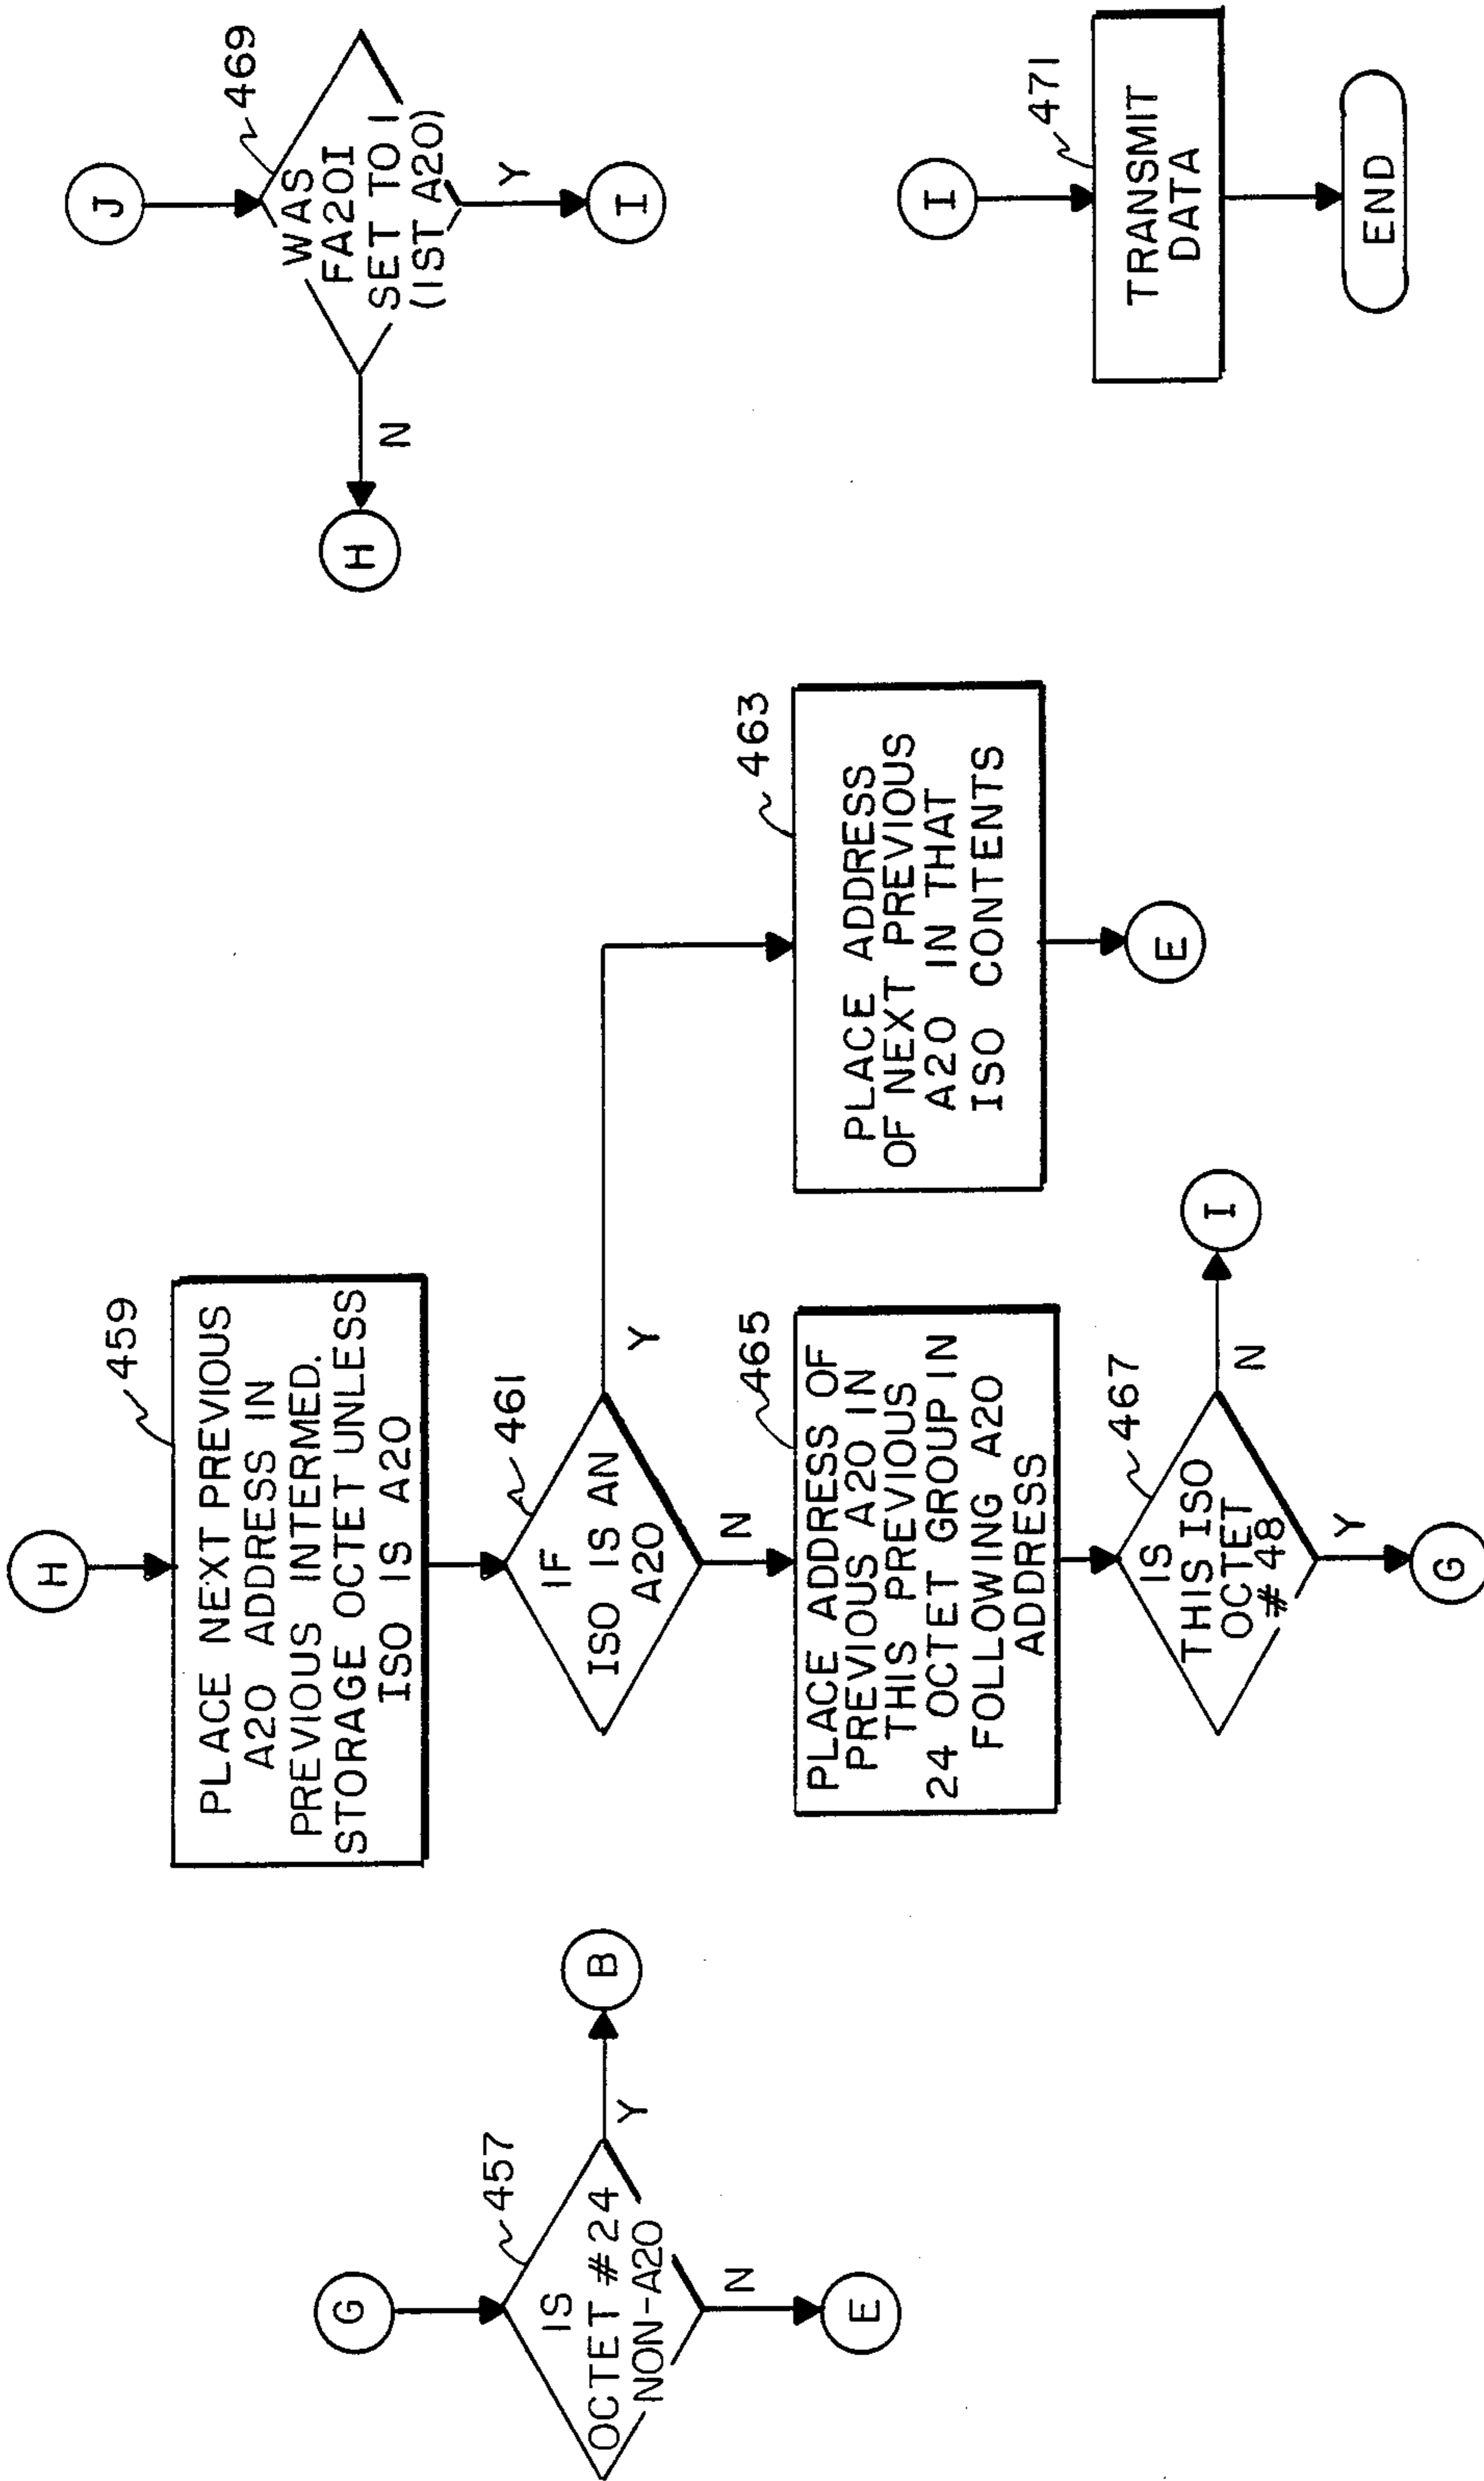 G
457
IS
OCTET #24
NON-A20
Y
B
N
E
H
459
PLACE NEXT PREVIOUS
A20 ADDRESS IN
PREVIOUS INTERMED.
STORAGE OCTET UNLESS
ISO IS A20
461
IF
ISO IS AN
A20
Y
N
465
PLACE ADDRESS OF
PREVIOUS A20 IN
THIS PREVIOUS
24 OCTET GROUP IN
FOLLOWING A20
ADDRESS
467
IS
THIS ISO
OCTET
#48
N
I
Y
G
463
PLACE ADDRESS
OF NEXT PREVIOUS
A20 IN THAT
ISO CONTENTS
E
J
469
WAS
FA201
SET TO 1
(1ST A20)
N
H
Y
I
I
471
TRANSMIT
DATA
END